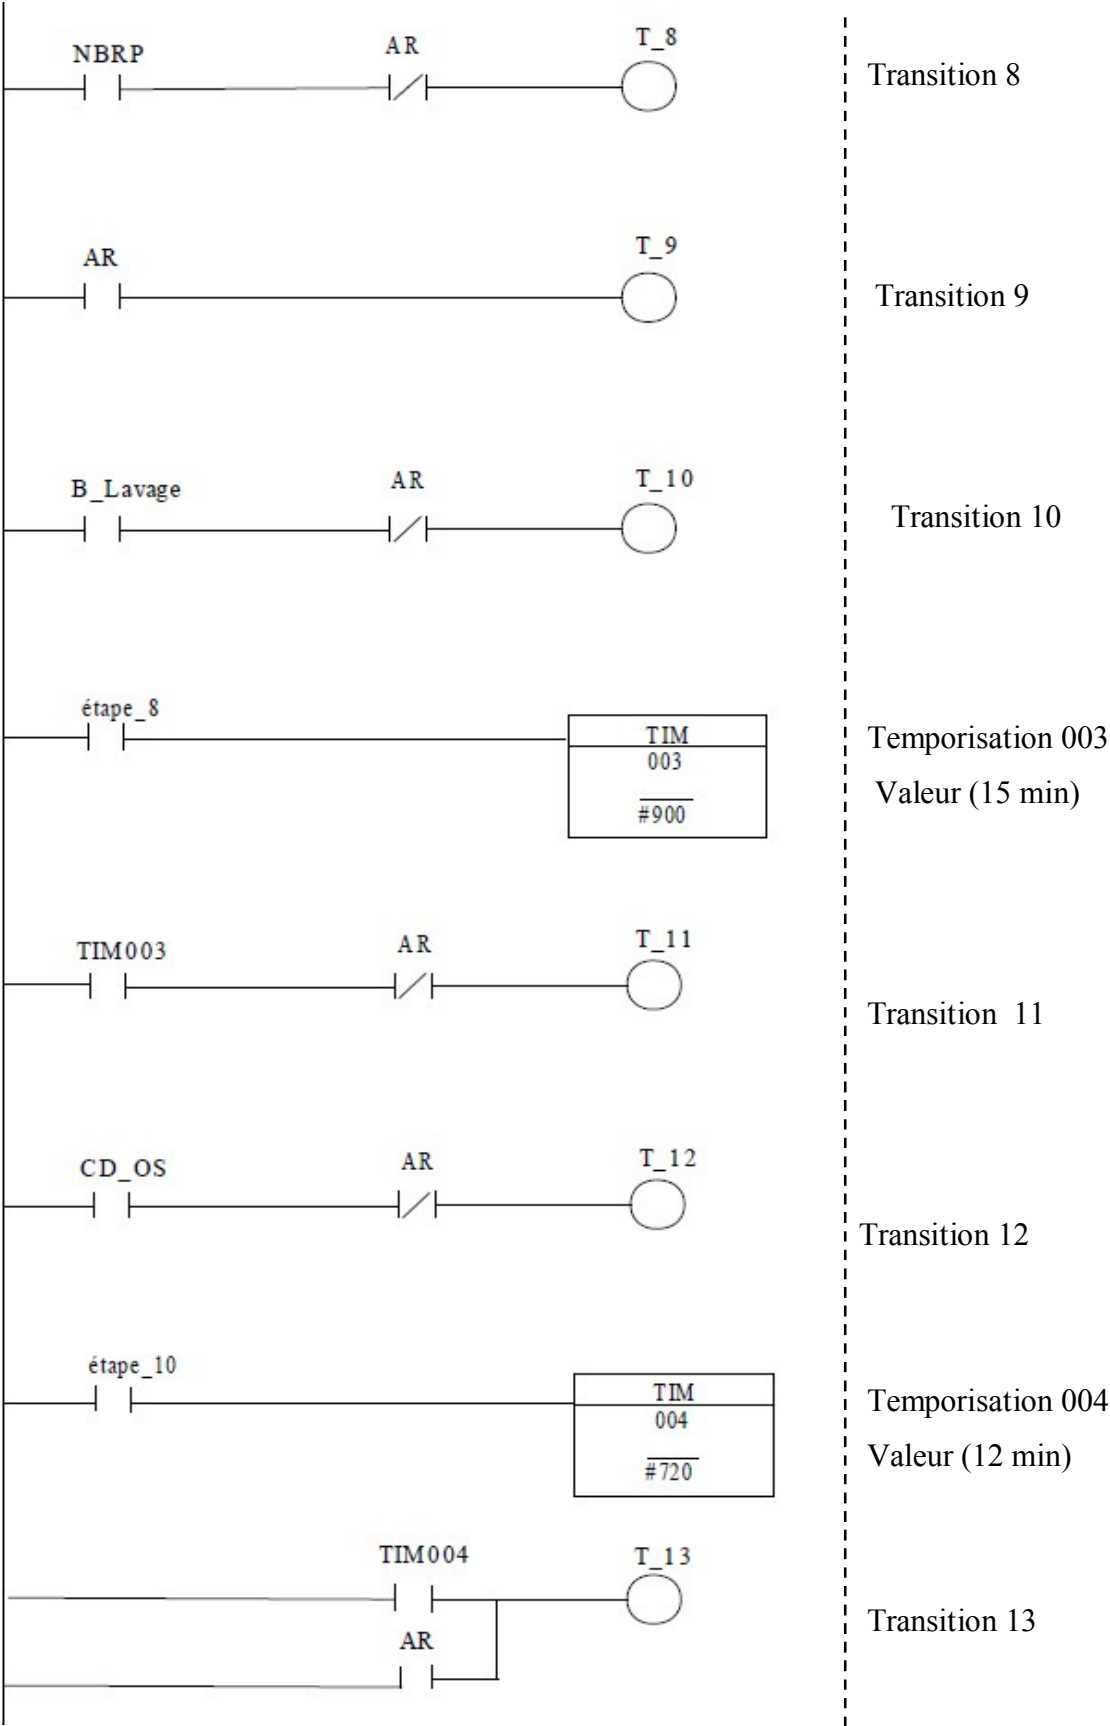 NBRP
AR
T_8
Transition 8
AR
T_9
Transition 9
B_Lavage
AR
T_10
Transition 10
étape_8
TIM
003
#900
Temporisation 003
Valeur (15 min)
TIM003
AR
T_11
Transition 11
CD_OS
AR
T_12
Transition 12
étape_10
TIM
004
#720
Temporisation 004
Valeur (12 min)
TIM004
T_13
AR
Transition 13